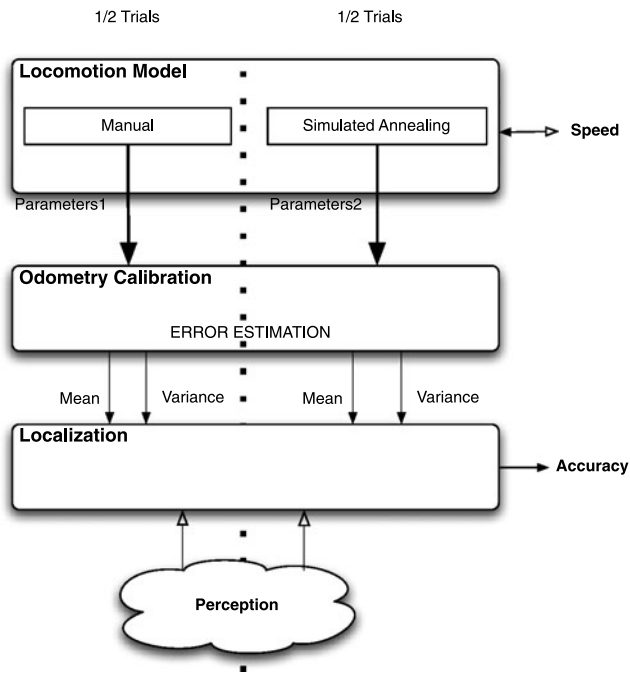 1/2 Trials
1/2 Trials
Locomotion Model
Manual
Simulated Annealing
Speed
Parameters1
Parameters2
Odometry Calibration
ERROR ESTIMATION
Mean
Variance
Mean
Variance
Localization
Accuracy
Perception